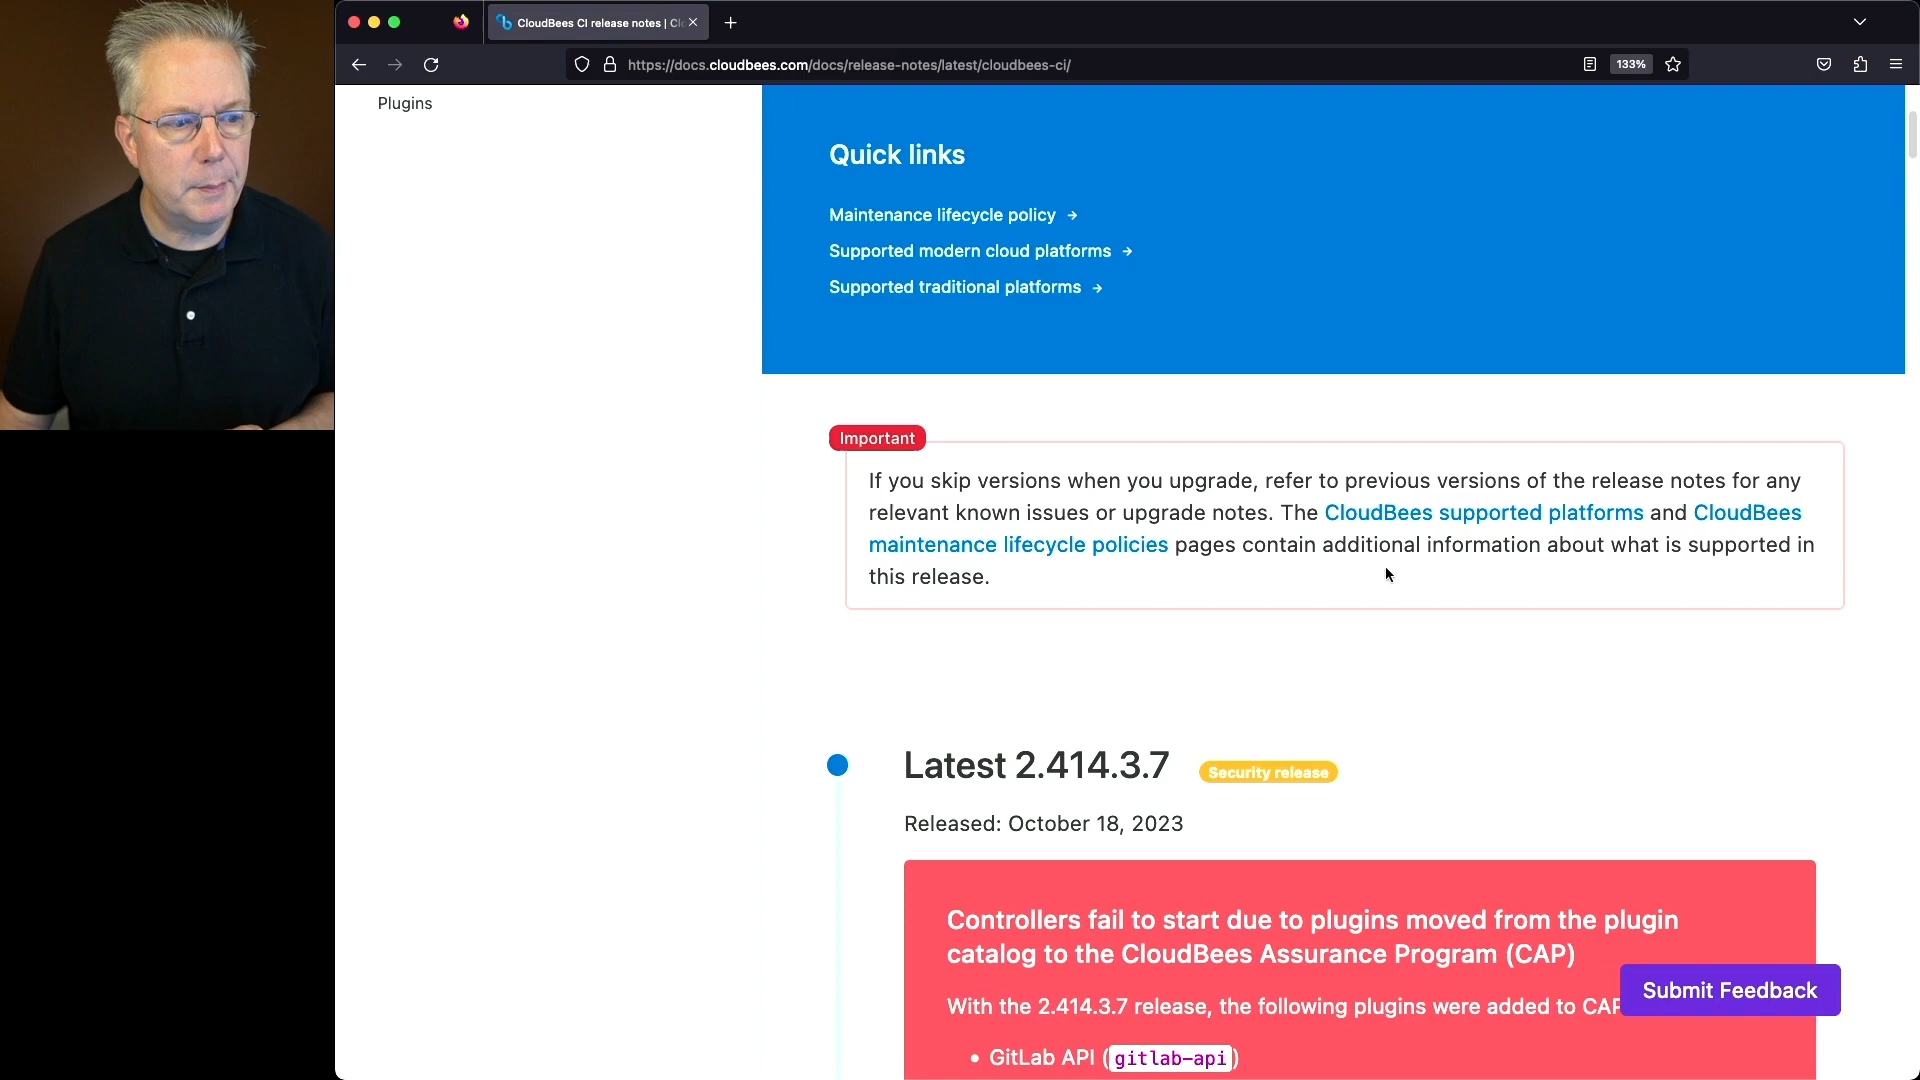 CloudBees CI release notes | Cl
https://docs.cloudbees.com/docs/release-notes/latest/cloudbees-ci/
133%
Plugins
Quick links
Maintenance lifecycle policy →
Supported modern cloud platforms →
Supported traditional platforms →
Important
If you skip versions when you upgrade, refer to previous versions of the release notes for any
relevant known issues or upgrade notes. The CloudBees supported platforms and CloudBees
maintenance lifecycle policies pages contain additional information about what is supported in
this release.
Latest 2.414.3.7 Security release
Released: October 18, 2023
Controllers fail to start due to plugins moved from the plugin
catalog to the CloudBees Assurance Program (CAP)
With the 2.414.3.7 release, the following plugins were added to CAP
Submit Feedback
• GitLab API (gitlab-api)